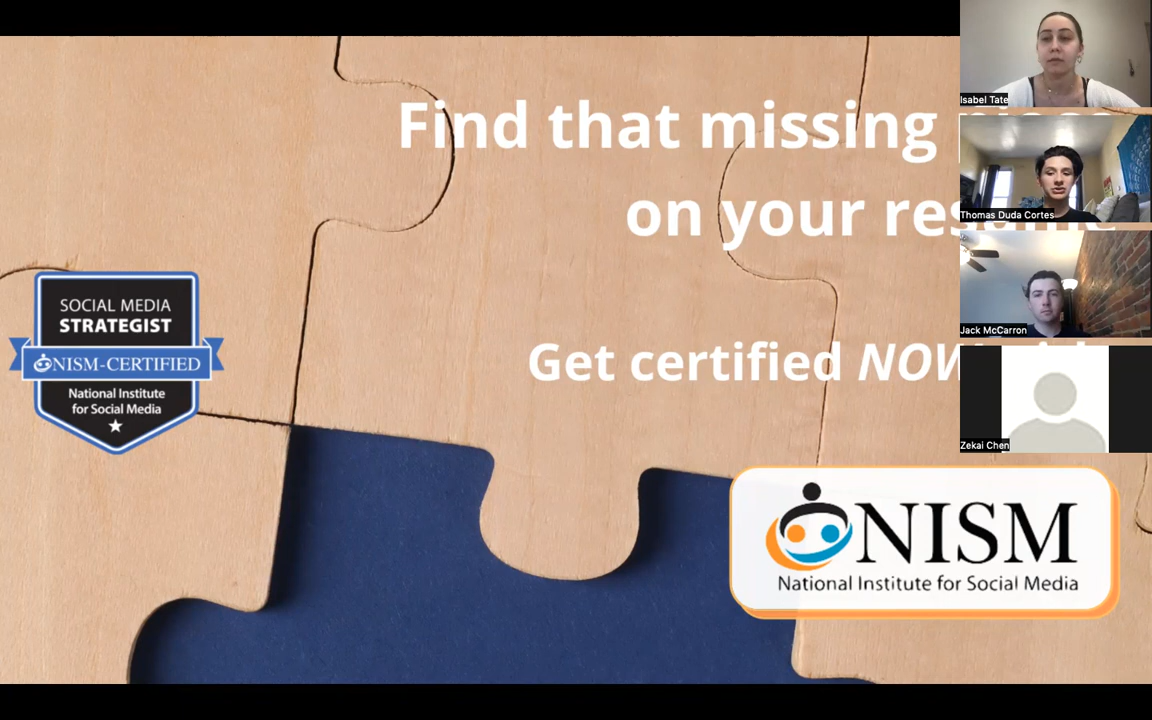 Find that missing
on your
Get certified NOW
SOCIAL MEDIA
STRATEGIST
NISM-CERTIFIED
National Institute
for Social Media
NISM
National Institute for Social Media
Isabel Tate
Thomas Duda Cortes
Jack McCarron
Zekai Chen